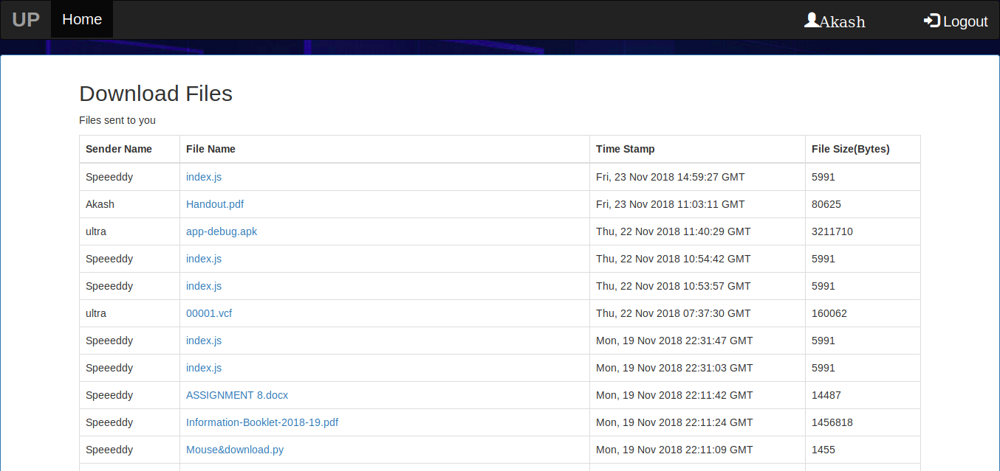 UP Home Akash Logout
Download Files
Files sent to you
Sender Name File Name Time Stamp File Size(Bytes)
Speeeddy index.js Fri, 23 Nov 2018 14:59:27 GMT 5991
Akash Handout.pdf Fri, 23 Nov 2018 11:03:11 GMT 80625
ultra app-debug.apk Thu, 22 Nov 2018 11:40:29 GMT 3211710
Speeeddy index.js Thu, 22 Nov 2018 10:54:42 GMT 5991
Speeeddy index.js Thu, 22 Nov 2018 10:53:57 GMT 5991
ultra 00001.vcf Thu, 22 Nov 2018 07:37:30 GMT 160062
Speeeddy index.js Mon, 19 Nov 2018 22:31:47 GMT 5991
Speeeddy index.js Mon, 19 Nov 2018 22:31:03 GMT 5991
Speeeddy ASSIGNMENT 8.docx Mon, 19 Nov 2018 22:11:42 GMT 14487
Speeeddy Information-Booklet-2018-19.pdf Mon, 19 Nov 2018 22:11:24 GMT 1456818
Speeeddy Mouse&download.py Mon, 19 Nov 2018 22:11:09 GMT 1455